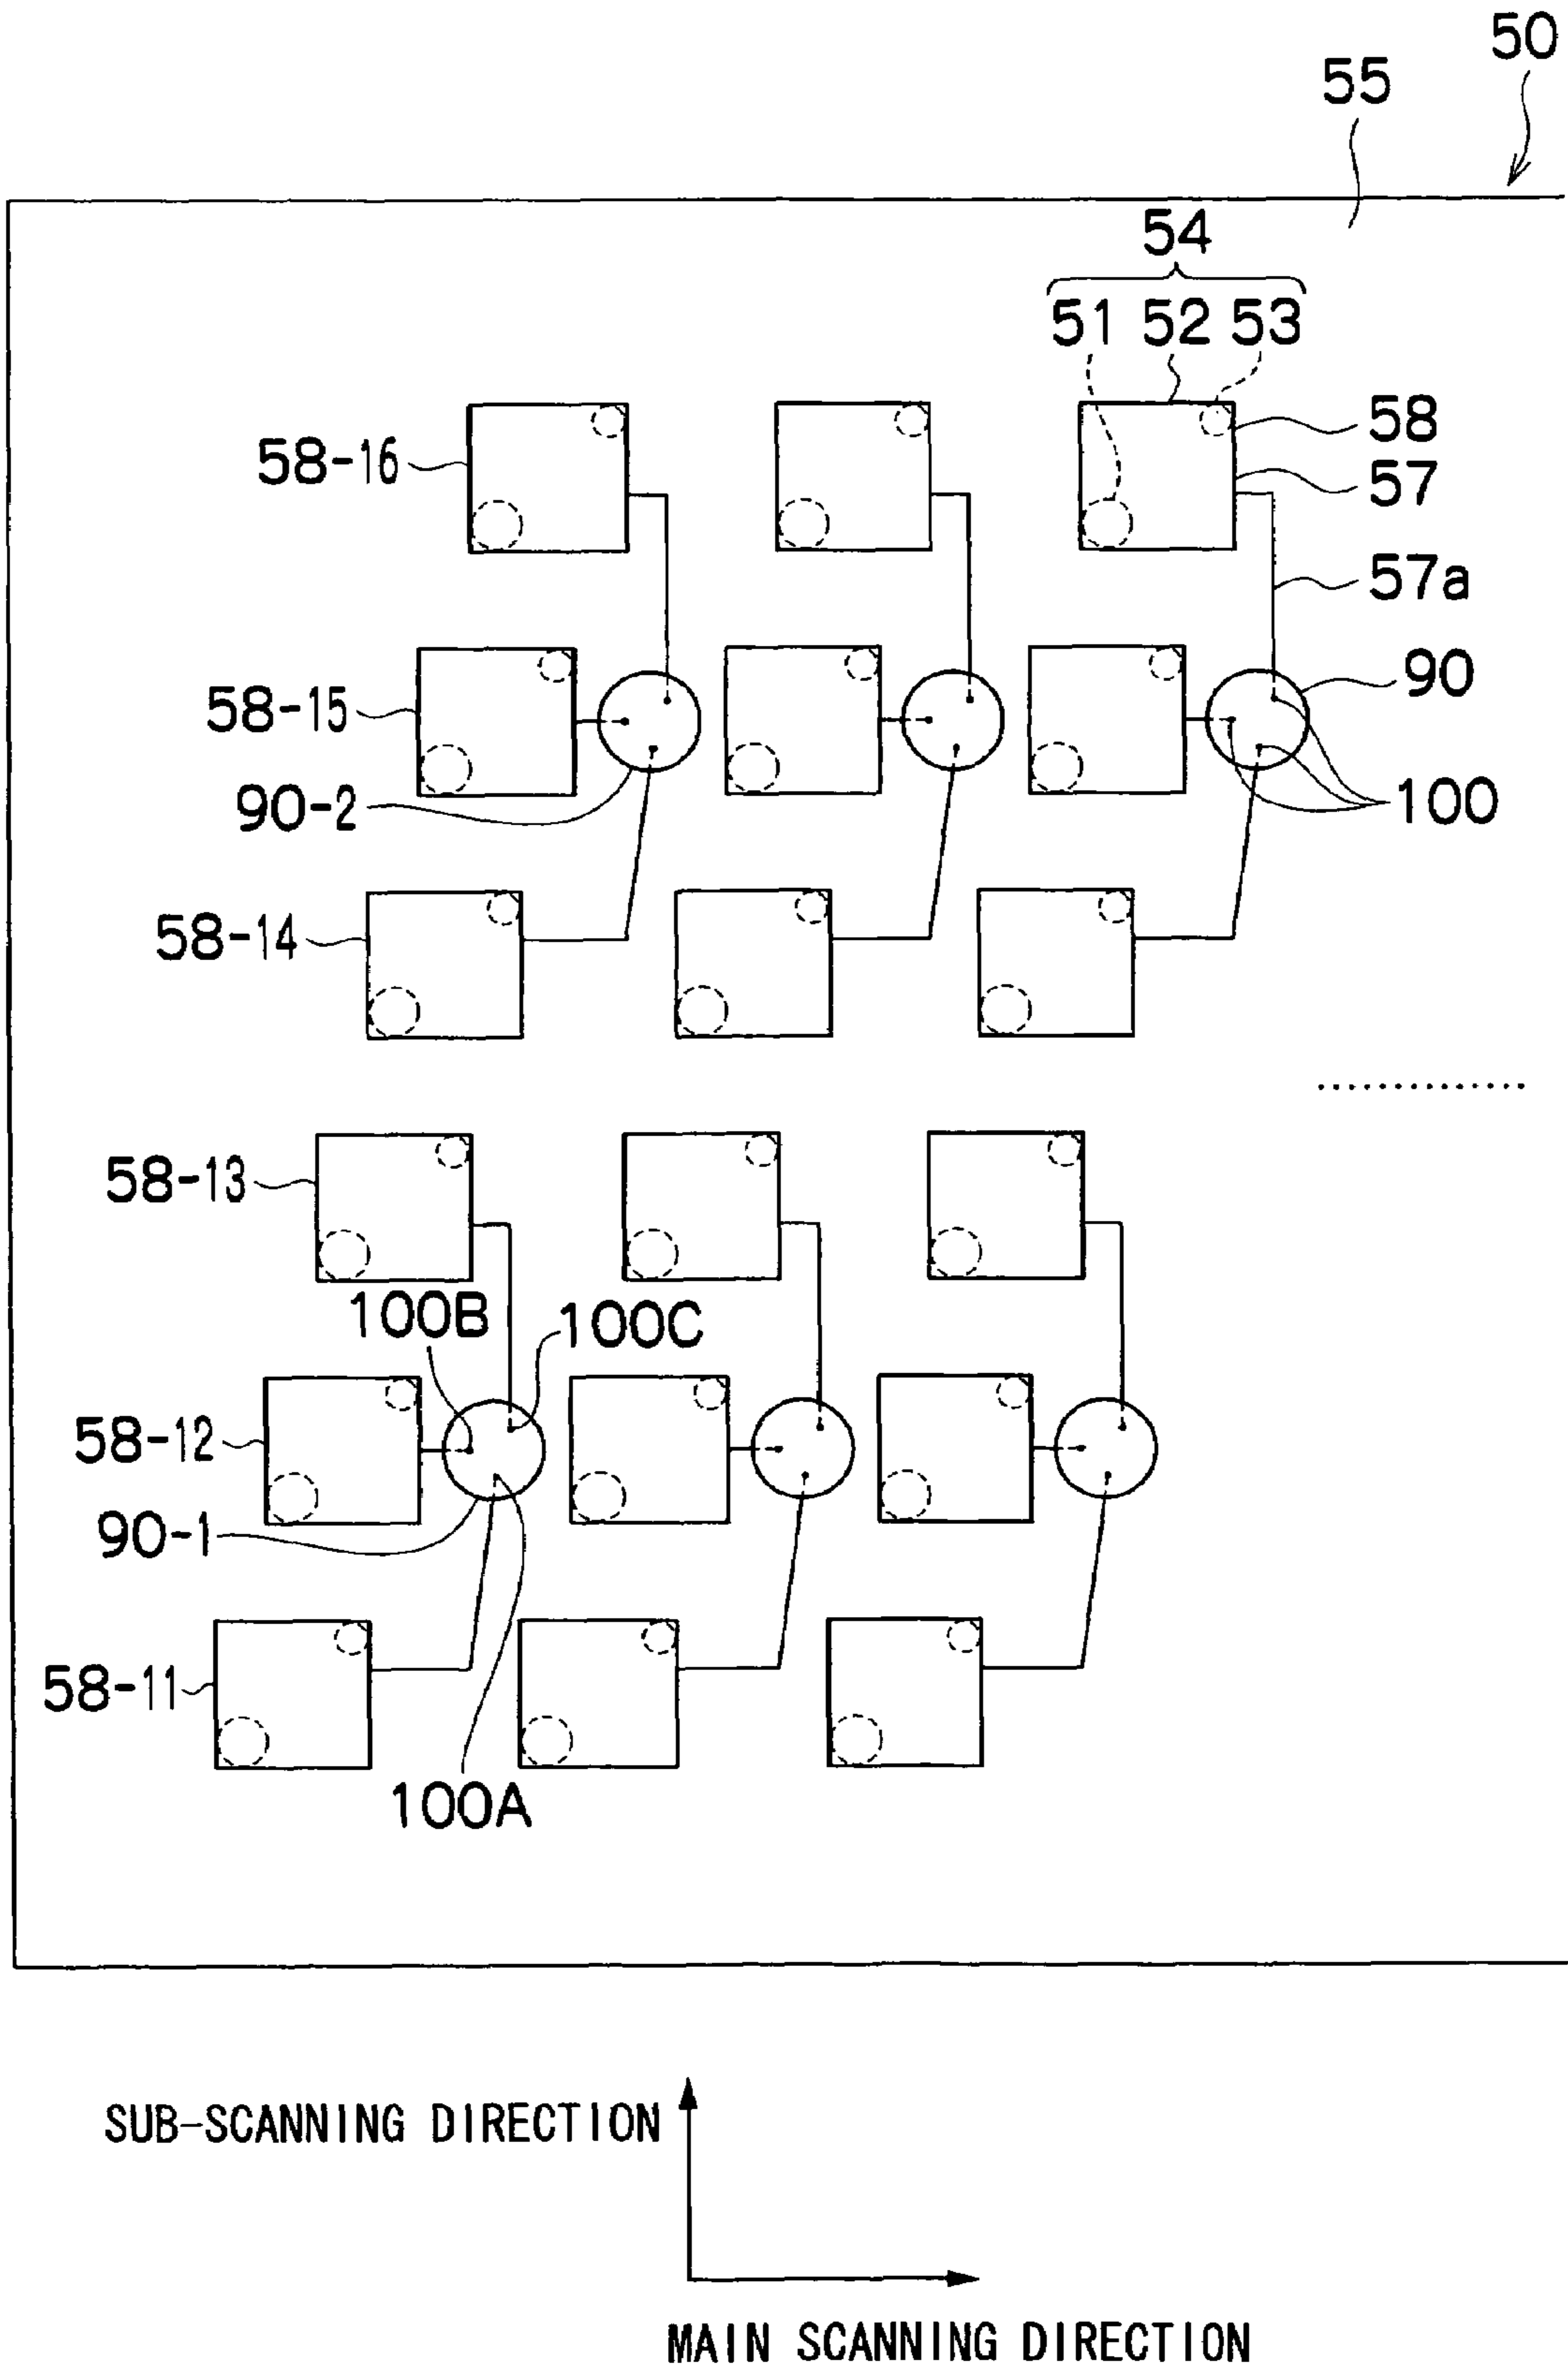 50
55
54
51 52 53
58
58-16
57
57a
90
58-15
90-2
100
58-14
58-13
100B
100C
58-12
90-1
58-11
100A
SUB-SCANNING DIRECTION
MAIN SCANNING DIRECTION